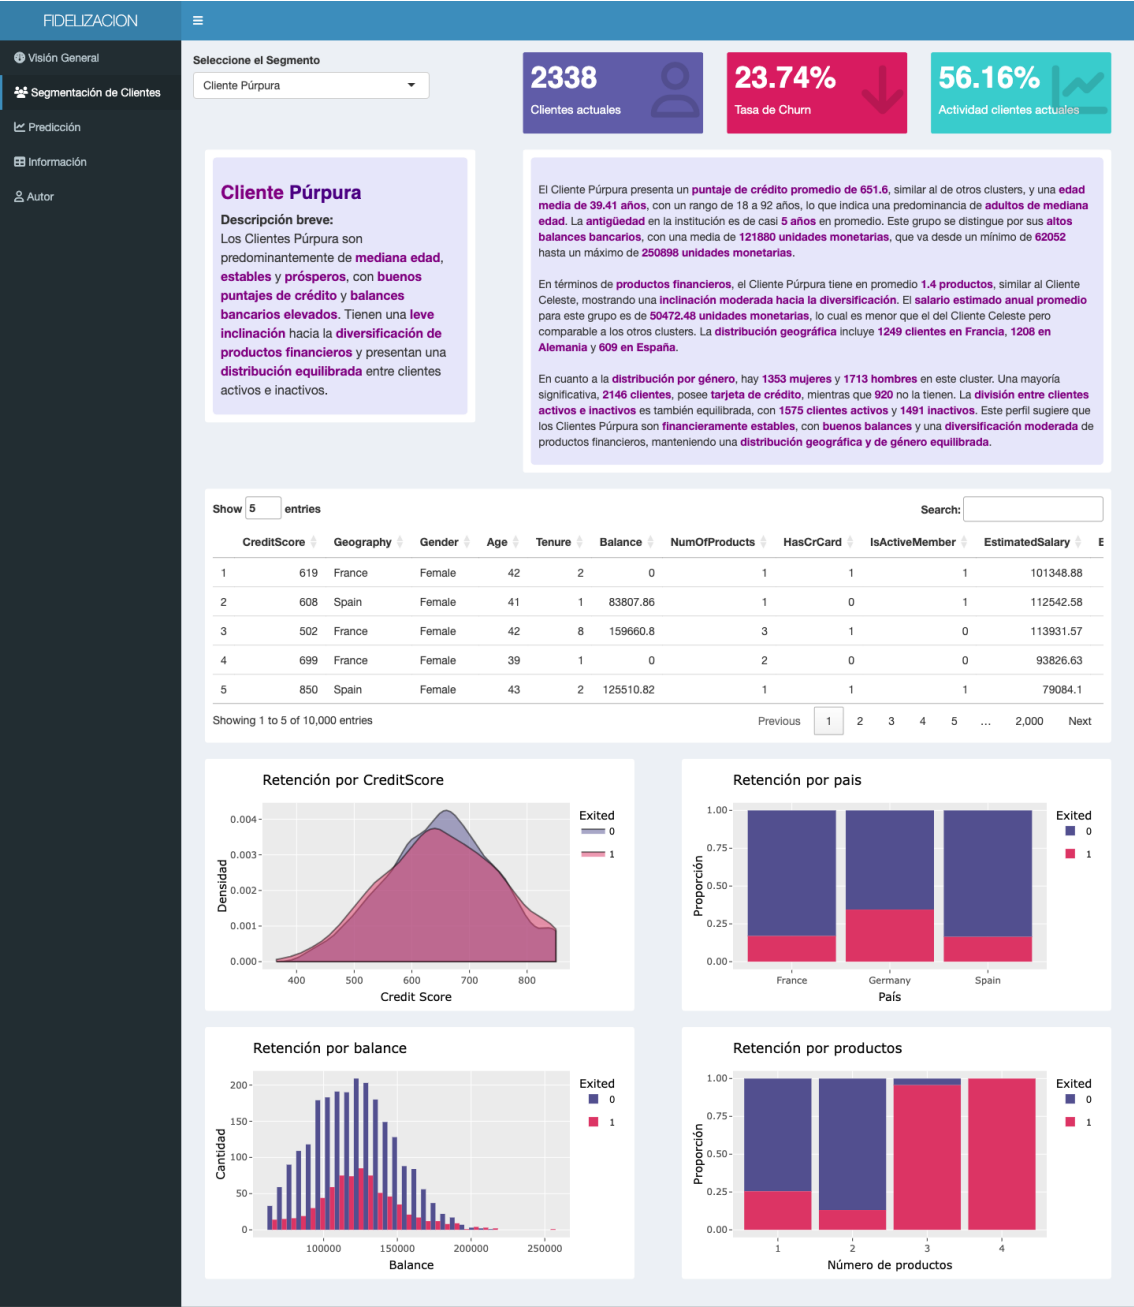 FIDELIZACION
Visión General
Segmentación de Clientes
Predicción
Información
Autor
Seleccione el Segmento
Cliente Púrpura
2338
Clientes actuales
23.74%
Tasa de Churn
56.16%
Actividad clientes actuales
Cliente Púrpura
Descripción breve:
Los Clientes Púrpura son
predominantemente de mediana edad,
estables y prósperos, con buenos
puntajes de crédito y balances
bancarios elevados. Tienen una leve
inclinación hacia la diversificación de
productos financieros y presentan una
distribución equilibrada entre clientes
activos e inactivos.
El Cliente Púrpura presenta un puntaje de crédito promedio de 651.6, similar al de otros clusters, y una edad
media de 39.41 años, con un rango de 18 a 92 años, lo que indica una predominancia de adultos de mediana
edad. La antigüedad en la institución es de casi 5 años en promedio. Este grupo se distingue por sus altos
balances bancarios, con una media de 121880 unidades monetarias, que va desde un mínimo de 62052
hasta un máximo de 250898 unidades monetarias.
En términos de productos financieros, el Cliente Púrpura tiene en promedio 1.4 productos, similar al Cliente
Celeste, mostrando una inclinación moderada hacia la diversificación. El salario estimado anual promedio
para este grupo es de 50472.48 unidades monetarias, lo cual es menor que el del Cliente Celeste pero
comparable a los otros clusters. La distribución geográfica incluye 1249 clientes en Francia, 1208 en
Alemania y 609 en España.
En cuanto a la distribución por género, hay 1353 mujeres y 1713 hombres en este cluster. Una mayoría
significativa, 2146 clientes, posee tarjeta de crédito, mientras que 920 no la tienen. La división entre clientes
activos e inactivos es también equilibrada, con 1575 clientes activos y 1491 inactivos. Este perfil sugiere que
los Clientes Púrpura son financieramente estables, con buenos balances y una diversificación moderada de
productos financieros, manteniendo una distribución geográfica y de género equilibrada.
Show 5 entries
Search:
CreditScore Geography Gender Age Tenure Balance NumOfProducts HasCrCard IsActiveMember EstimatedSalary E
1 619 France Female 42 2 0 1 1 1 101348.88
2 608 Spain Female 41 1 83807.86 1 0 1 112542.58
3 502 France Female 42 8 159660.8 3 1 0 113931.57
4 699 France Female 39 1 0 2 0 0 93826.63
5 850 Spain Female 43 2 125510.82 1 1 1 79084.1
Showing 1 to 5 of 10,000 entries
Previous 1 2 3 4 5 … 2,000 Next
Retención por CreditScore
Densidad
0.004
0.003
0.002
0.001
0.000
400 500 600 700 800
Credit Score
Exited
0
1
Retención por pais
Proporción
1.00
0.75
0.50
0.25
0.00
France Germany Spain
País
Exited
0
1
Retención por balance
Cantidad
200
150
100
50
0
100000 150000 200000 250000
Balance
Exited
0
1
Retención por productos
Proporción
1.00
0.75
0.50
0.25
0.00
1 2 3 4
Número de productos
Exited
0
1